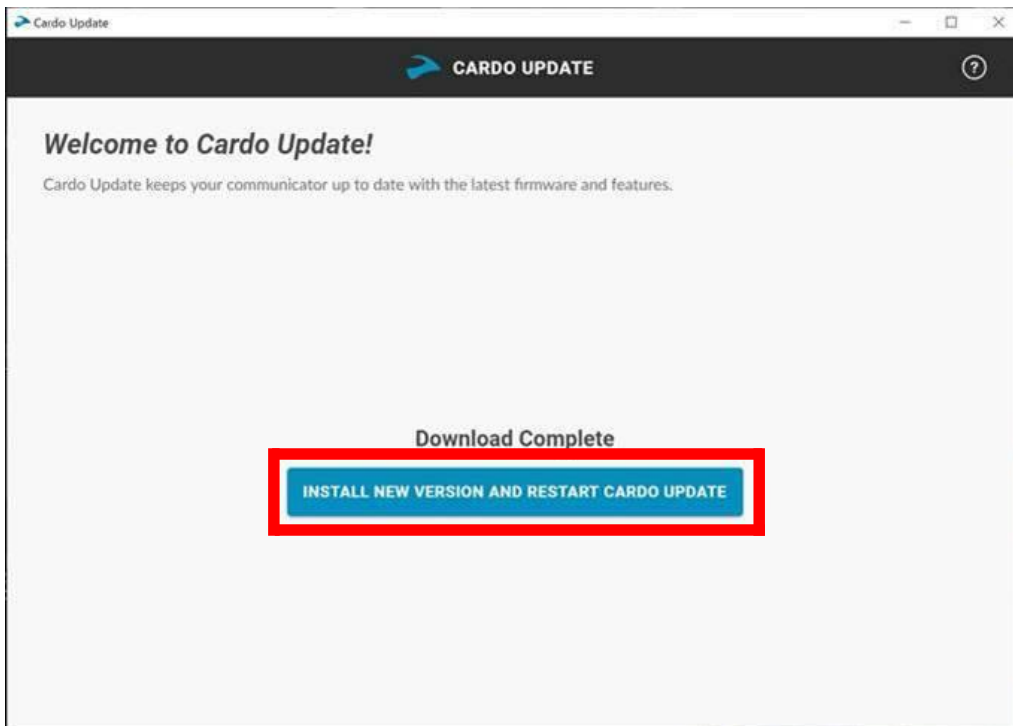 Cardo Update
CARDO UPDATE
Welcome to Cardo Update!
Cardo Update keeps your communicator up to date with the latest firmware and features.
Download Complete
INSTALL NEW VERSION AND RESTART CARDO UPDATE